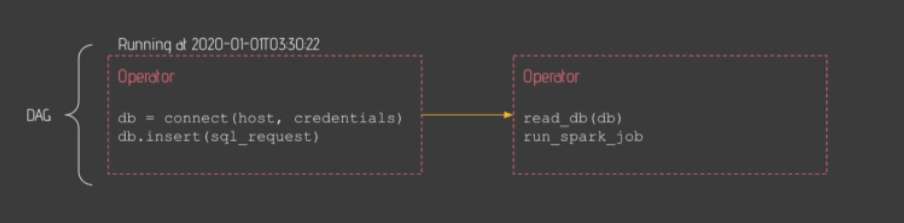 Running at 2020-01-01T03:30:22
Operator
db = connect(host, credentials)
db.insert(sql_request)
Operator
read_db(db)
run_spark_job
DAG